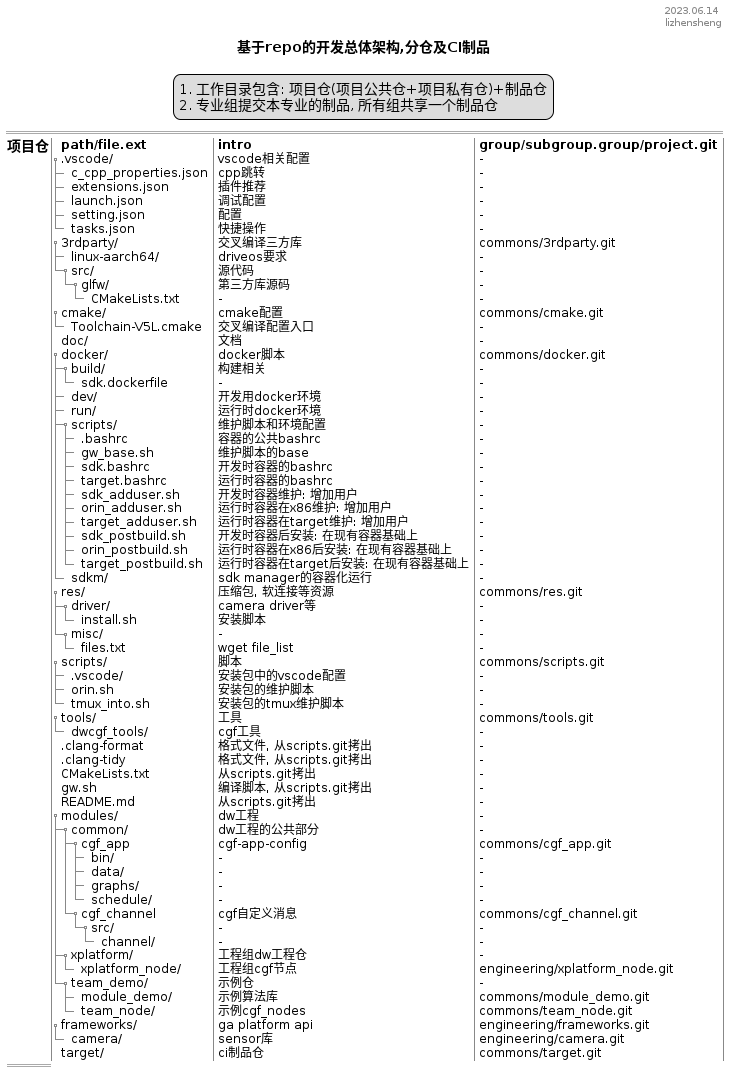 2023.06.14
lizhensheng
基于repo的开发总体架构,分仓及CI制品
1. 工作目录包含: 项目仓(项目公共仓+项目私有仓)+制品仓
2. 专业组提交本专业的制品, 所有组共享一个制品仓
项目仓 path/file.ext intro group/subgroup.group/project.git
.vscode/ vscode相关配置 -
c_cpp_properties.json cpp跳转 -
extensions.json 插件推荐 -
launch.json 调试配置 -
setting.json 配置 -
tasks.json 快捷操作 -
3rdparty/ 交叉编译三方库 commons/3rdparty.git
linux-aarch64/ driveos要求 -
src/ 源代码 -
glfw/ 第三方库源码 -
CMakeLists.txt - -
cmake/ cmake配置 commons/cmake.git
Toolchain-V5L.cmake 交叉编译配置入口 -
doc/ 文档 -
docker/ docker脚本 commons/docker.git
build/ 构建相关 -
sdk.dockerfile - -
dev/ 开发用docker环境 -
run/ 运行时docker环境 -
scripts/ 维护脚本和环境配置 -
.bashrc 容器的公共bashrc -
gw_base.sh 维护脚本的base -
sdk.bashrc 开发时容器的bashrc -
target.bashrc 运行时容器的bashrc -
sdk_adduser.sh 开发时容器维护: 增加用户 -
orin_adduser.sh 运行时容器在x86维护: 增加用户 -
target_adduser.sh 运行时容器在target维护: 增加用户 -
sdk_postbuild.sh 开发时容器后安装: 在现有容器基础上 -
orin_postbuild.sh 运行时容器在x86后安装: 在现有容器基础上 -
target_postbuild.sh 运行时容器在target后安装: 在现有容器基础上 -
sdkm/ sdk manager的容器化运行 -
res/ 压缩包, 软连接等资源 commons/res.git
driver/ camera driver等 -
install.sh 安装脚本 -
misc/ - -
files.txt wget file_list -
scripts/ 脚本 commons/scripts.git
.vscode/ 安装包中的vscode配置 -
orin.sh 安装包的维护脚本 -
tmux_into.sh 安装包的tmux维护脚本 -
tools/ 工具 commons/tools.git
dwcgf_tools/ cgf工具 -
.clang-format 格式文件, 从scripts.git拷出 -
.clang-tidy 格式文件, 从scripts.git拷出 -
CMakeLists.txt 从scripts.git拷出 -
gw.sh 编译脚本, 从scripts.git拷出 -
README.md 从scripts.git拷出 -
modules/ dw工程 -
common/ dw工程的公共部分 -
cgf_app cgf-app-config commons/cgf_app.git
bin/ - -
data/ - -
graphs/ - -
schedule/ - -
cgf_channel cgf自定义消息 commons/cgf_channel.git
src/ - -
channel/ - -
xplatform/ 工程组dw工程仓 -
xplatform_node/ 工程组cgf节点 engineering/xplatform_node.git
team_demo/ 示例仓 -
module_demo/ 示例算法库 commons/module_demo.git
team_node/ 示例cgf_nodes commons/team_node.git
frameworks/ ga platform api engineering/frameworks.git
camera/ sensor库 engineering/camera.git
target/ ci制品仓 commons/target.git